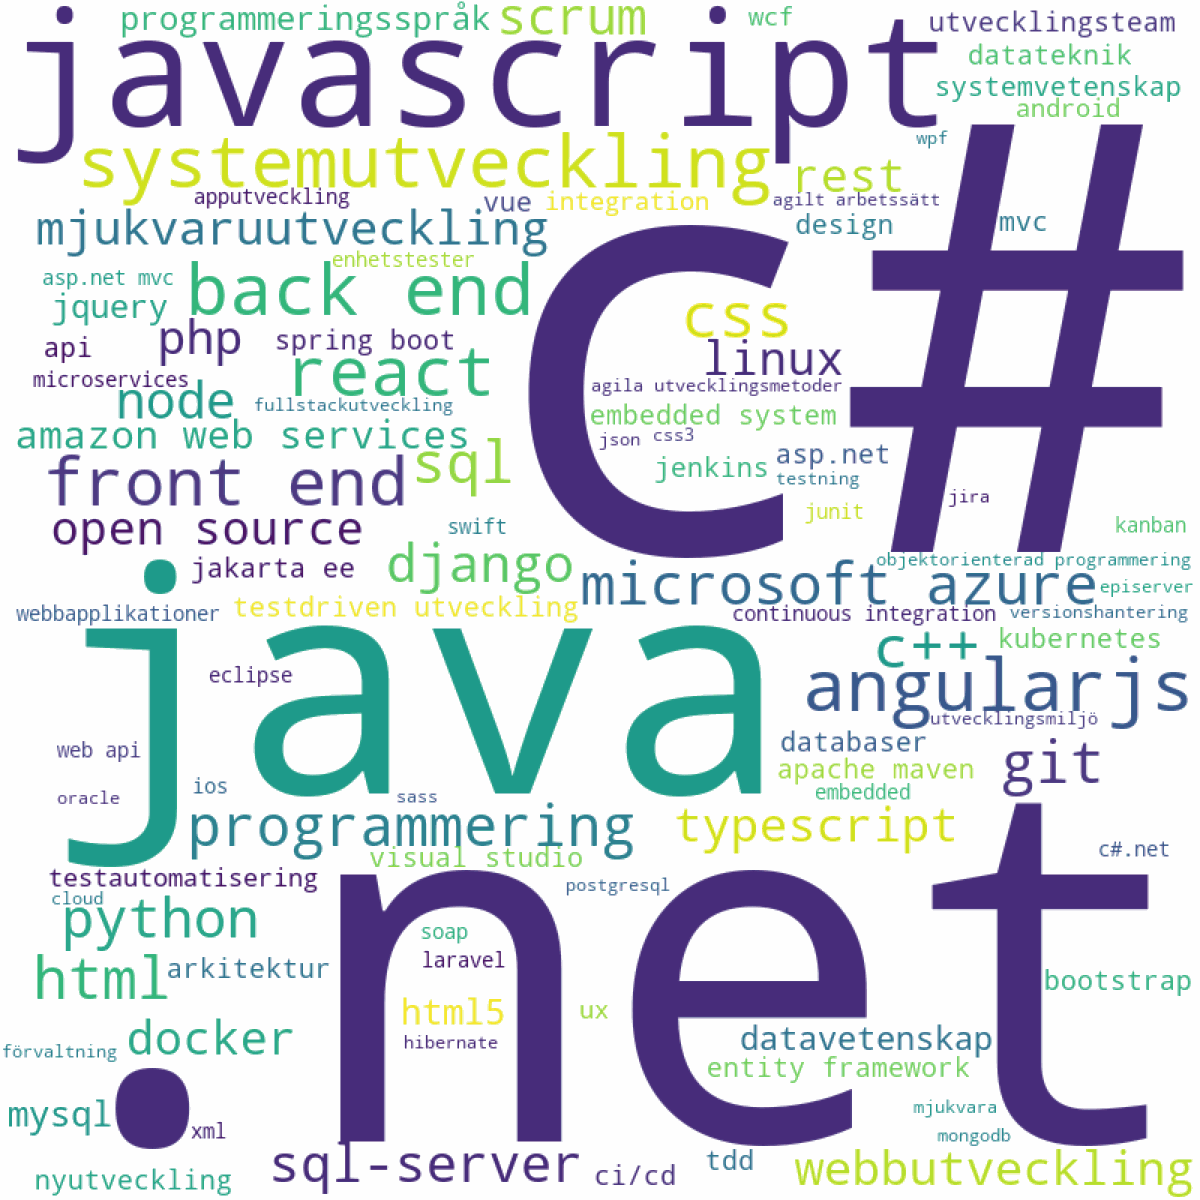 programmeringsspråk
scrum
wcf
utvecklingsteam
javascript
datateknik
systemvetenskap
android
wpf
systemutveckling
rest
apputveckling
vue
integration
agilt arbetssätt
mjukvaruutveckling
design
mvc
enhetstester
asp.net mvc
back end
c#
jquery
css
php
spring boot
api
linux
microservices
react
node
agila utvecklingsmetoder
fullstackutveckling
embedded system
amazon web services
json
css3
sql
asp.net
front end
jenkins
testning
jira
junit
open source
swift
kanban
django
jakarta ee
objektorienterad programmering
microsoft azure
episerver
webbapplikationer
testdriven utveckling
continuous integration
versionshantering
java
c++
kubernetes
eclipse
angularjs
utvecklingsmiljö
web api
databaser
git
apache maven
ios
oracle
sass
embedded
programmering
typescript
visual studio
c#.net
testautomatisering
postgresql
cloud
python
.net
soap
laravel
html
arkitektur
bootstrap
html5
ux
docker
hibernate
datavetenskap
förvaltning
entity framework
mysql
mjukvara
xml
mongodb
sql-server
tdd
nyutveckling
ci/cd
webbutveckling